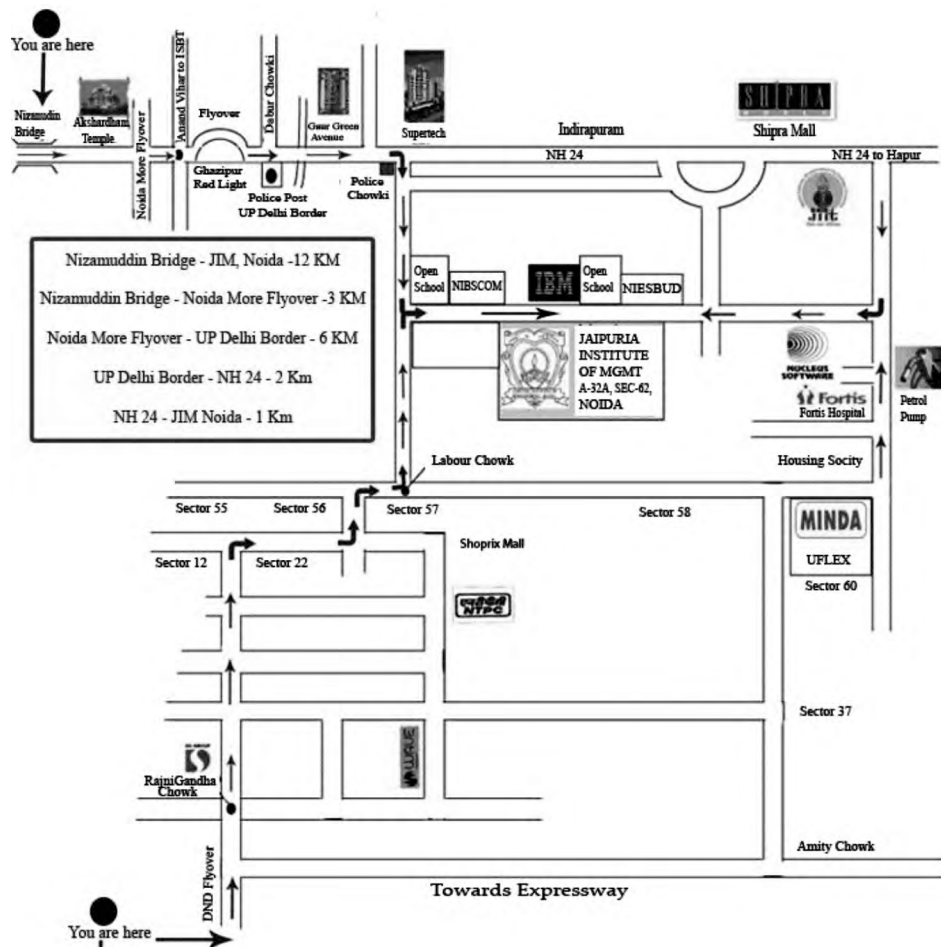 You are here
Nizamudin
Bridge
Akshardham
Temple
Noida More Flyover
Anand Vihar to ISBT
Flyover
Ghazipur
Red Light
Dabur Chowki
Police Post
UP Delhi Border
Gaur Green
Avenue
Police
Chowki
Supertech
Indirapuram
NH 24
SHIPRA
Shipra Mall
NH 24 to Hapur
JIIT
Nizamuddin Bridge - JIM, Noida -12 KM
Nizamuddin Bridge - Noida More Flyover -3 KM
Noida More Flyover - UP Delhi Border - 6 KM
UP Delhi Border - NH 24 - 2 Km
NH 24 - JIM Noida - 1 Km
Open
School
NIBSCOM
IBM
Open
School
NIESBUD
JAIPURIA
INSTITUTE
OF MGMT
A-32A, SEC-62,
NOIDA
NUCLEUS
SOFTWARE
Fortis
Fortis Hospital
Petrol
Pump
Labour Chowk
Housing Socity
Sector 55
Sector 56
Sector 57
Sector 58
MINDA
UFLEX
Sector 60
Shoprix Mall
Sector 12
Sector 22
एनटीपीसी
NTPC
Sector 37
RajniGandha
Chowk
WAVE
Amity Chowk
DND Flyover
Towards Expressway
You are here